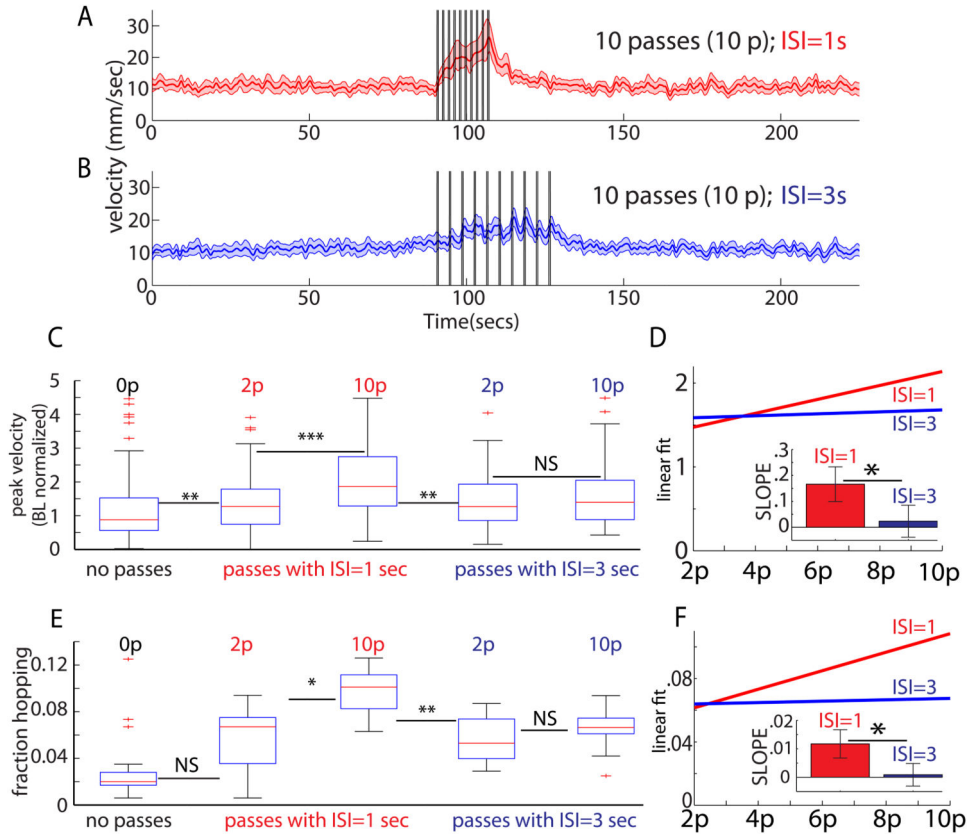 A
10 passes (10 p); ISI=1s
30
20
10
0
0 50 100 150 200
velocity (mm/sec)
B
10 passes (10 p); ISI=3s
30
20
10
0
0 50 100 150 200
Time(secs)
C
0p 2p 10p 2p 10p
5
4
3
2
1
0
peak velocity
(BL normalized)
** *** ** NS
no passes passes with ISI=1 sec passes with ISI=3 sec
D
ISI=1
ISI=3
2
1
0
linear fit
SLOPE
.3
.2
.1
0
ISI=1
*
ISI=3
2p 4p 6p 8p 10p
E
0p 2p 10p 2p 10p
0.12
0.08
0.04
0
fraction hopping
NS * ** NS
no passes passes with ISI=1 sec passes with ISI=3 sec
F
ISI=1
ISI=3
.08
.04
0
linear fit
SLOPE
.02
.01
0
ISI=1
*
ISI=3
2p 4p 6p 8p 10p